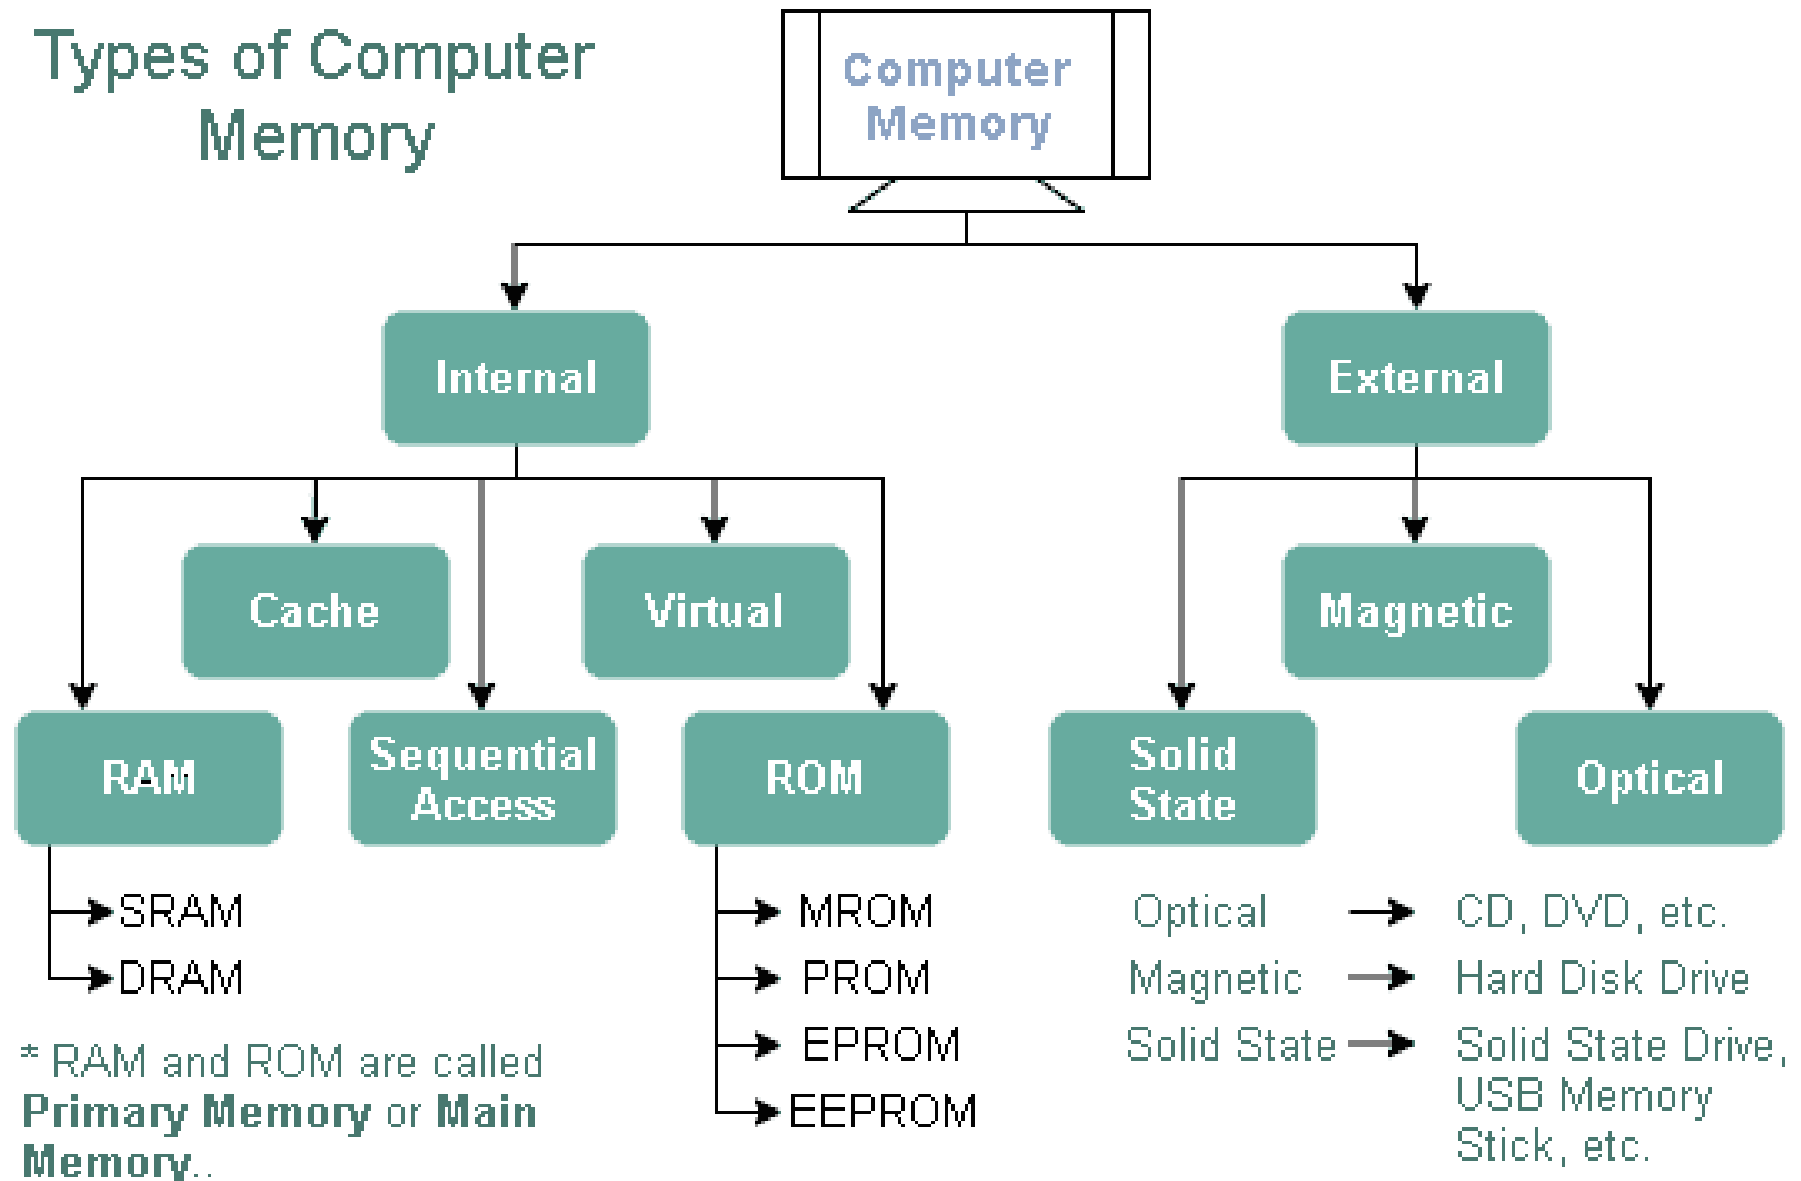 Types of Computer
Memory
Computer
Memory
Internal
External
Cache
Virtual
Magnetic
RAM
Sequential
Access
ROM
Solid
State
Optical
SRAM
DRAM
MROM
PROM
EPROM
EEPROM
* RAM and ROM are called
Primary Memory or Main
Memory..
Optical CD, DVD, etc.
Magnetic Hard Disk Drive
Solid State Solid State Drive,
USB Memory
Stick, etc.